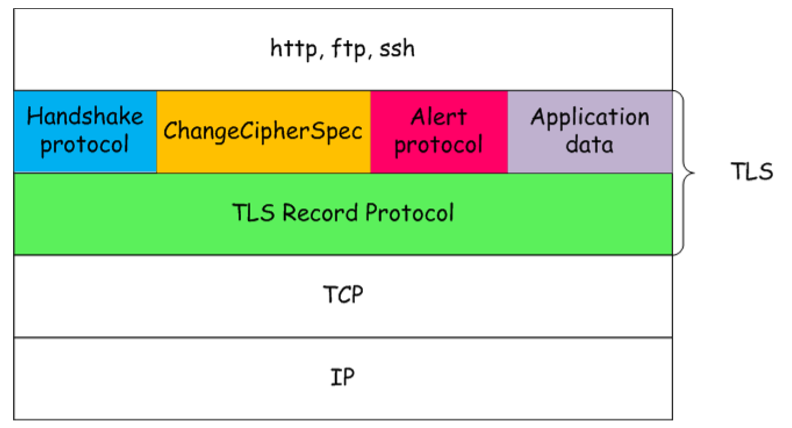 http, ftp, ssh
Handshake
protocol
ChangeCipherSpec
Alert
protocol
Application
data
TLS
TLS Record Protocol
TCP
IP